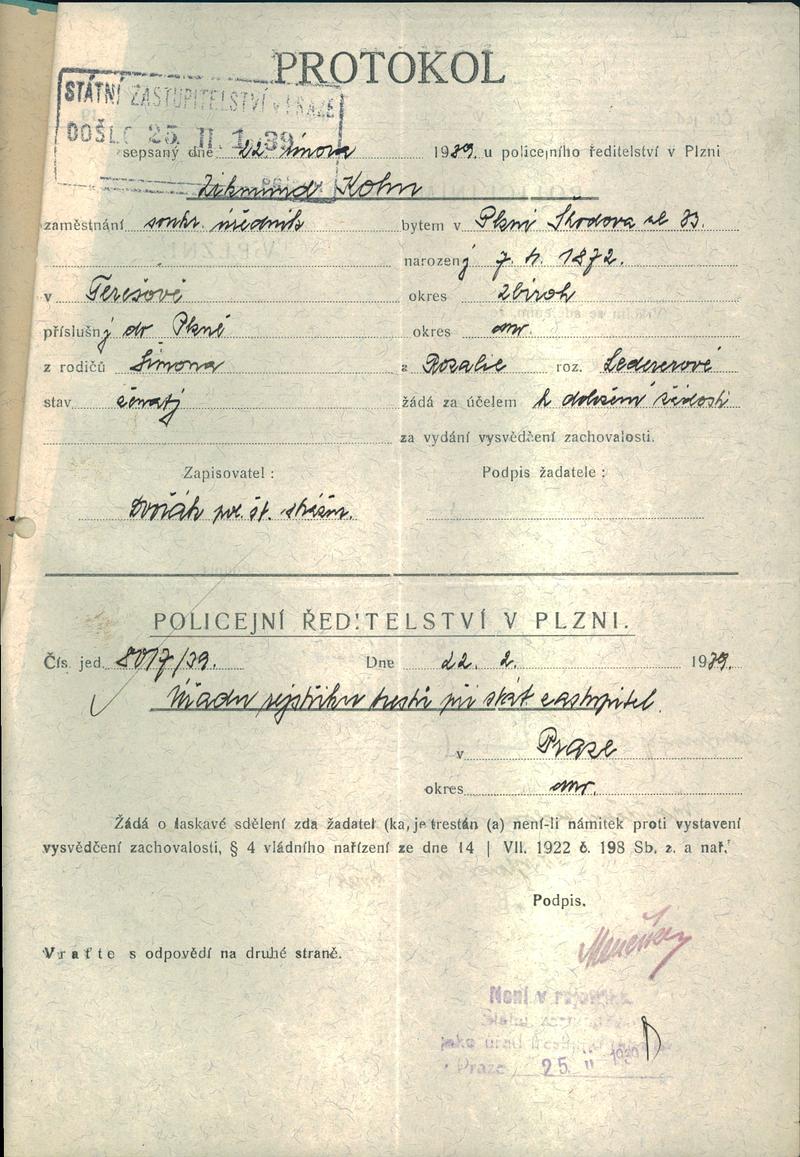 PROTOKOL
STÁTNÍ ZASTUPITELSTVÍ v PRAZE
DOŠLO 25. II. 1939
sepsaný dne 22 února 1939. u policejního ředitelství v Plzni
Zikmund Kohn
zaměstnání soukr. úředník bytem v Plzni Škodova ul 33.
narozený 7. 4. 1872.
v Terešově okres Zbiroh
příslušný do Plzně okres
z rodičů Šimona z Rosalie roz. Ledererové
stav ženatý žádá za účelem k doložení žádosti
za vydání vysvědčení zachovalosti.
Zapisovatel: Podpis žadatele:
Dvořák pol. st. strážm.
POLICEJNÍ ŘEDITELSTVÍ V PLZNI.
Čís. jed. 8017/39. Dne 22. 2. 1939.
Úřadu rejstříku trestů při stát zastupitel.
v Praze
okres
Žádá o laskavé sdělení zda žadatel (ka, je trestán (a) není-li námitek proti vystavení
vysvědčení zachovalosti, § 4 vládního nařízení ze dne 14 | VII. 1922 č. 198 Sb. z. a nař.
Podpis.
Vraťte s odpovědí na druhé straně.
Není v rejstříku.
Státní
jako úřad
Praze 25. II 1939